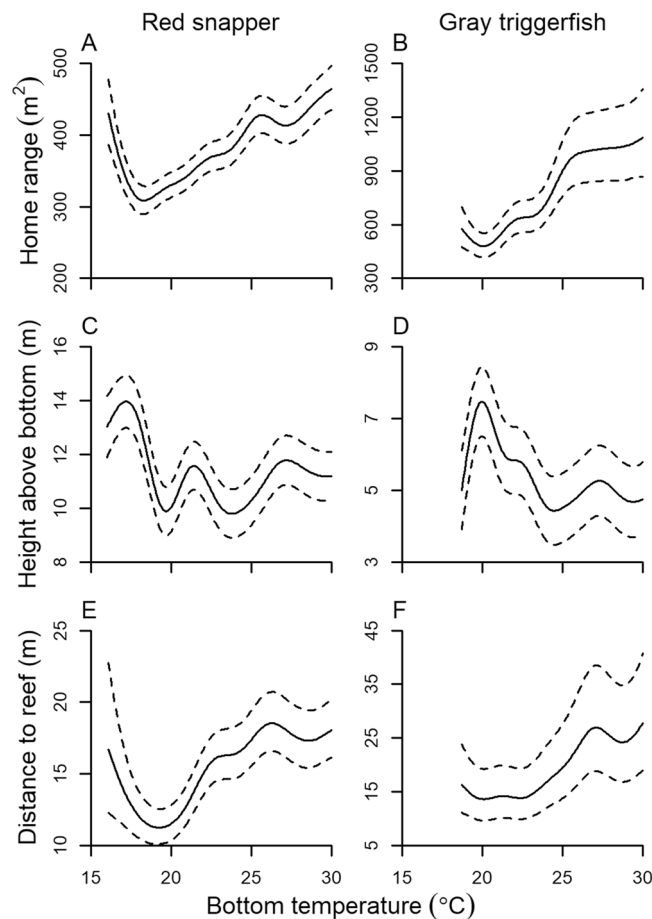 Red snapper
Gray triggerfish
A
B
Home range (m²)
500
400
300
200
1500
1200
900
600
300
C
D
Height above bottom (m)
16
14
12
10
8
9
7
5
3
E
F
Distance to reef (m)
25
20
15
10
45
35
25
15
5
15 20 25 30
15 20 25 30
Bottom temperature (°C)